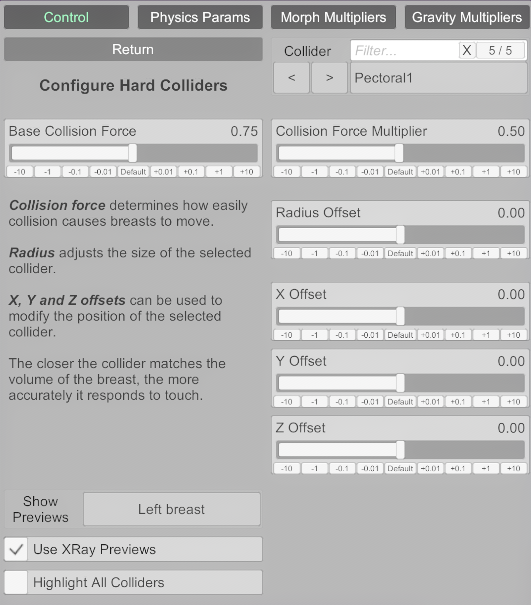 Control
Physics Params
Morph Multipliers
Gravity Multipliers
Return
Collider
Filter...
X
5 / 5
Configure Hard Colliders
<
>
Pectoral1
Base Collision Force
0.75
-10 -1 -0.1 -0.01 Default +0.01 +0.1 +1 +10
Collision Force Multiplier
0.50
-10 -1 -0.1 -0.01 Default +0.01 +0.1 +1 +10
Collision force determines how easily
collision causes breasts to move.
Radius adjusts the size of the selected
collider.
X, Y and Z offsets can be used to
modify the position of the selected
collider.
The closer the collider matches the
volume of the breast, the more
accurately it responds to touch.
Radius Offset
0.00
-10 -1 -0.1 -0.01 Default +0.01 +0.1 +1 +10
X Offset
0.00
-10 -1 -0.1 -0.01 Default +0.01 +0.1 +1 +10
Y Offset
0.00
-10 -1 -0.1 -0.01 Default +0.01 +0.1 +1 +10
Z Offset
0.00
-10 -1 -0.1 -0.01 Default +0.01 +0.1 +1 +10
Show
Previews
Left breast
Use XRay Previews
Highlight All Colliders